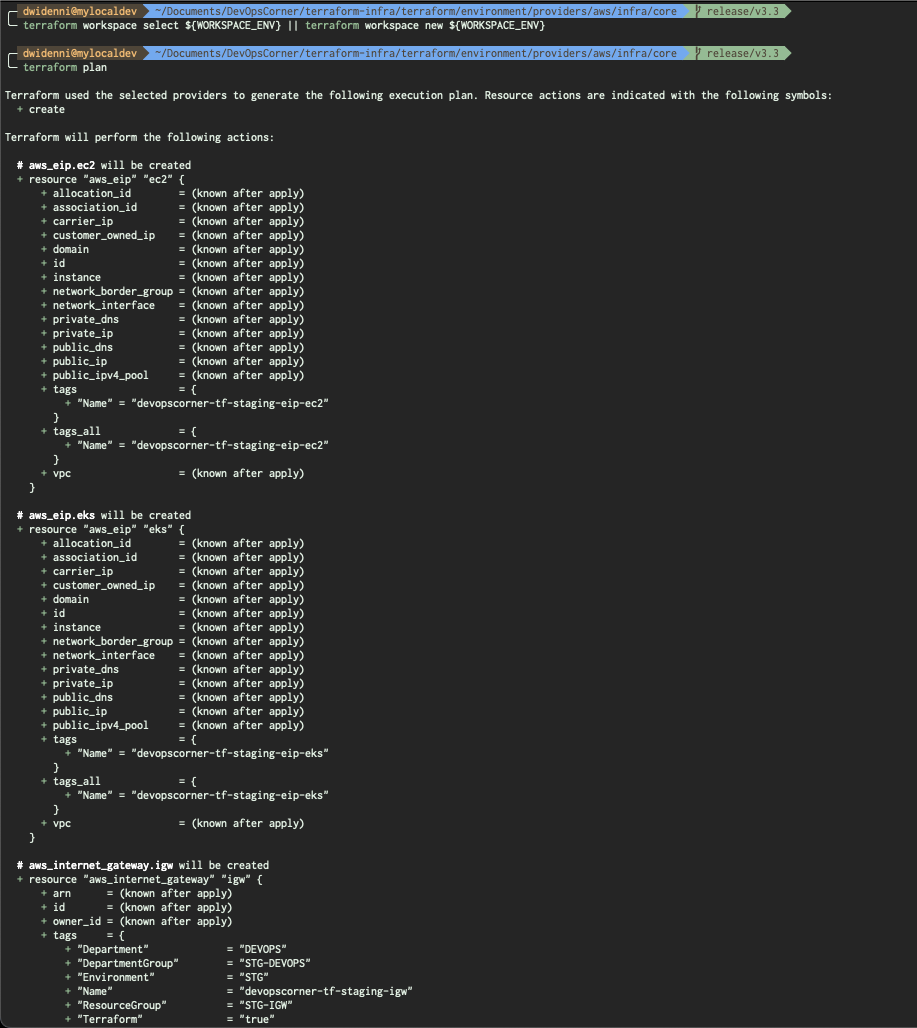 dwidenni@mylocaldev ~/Documents/DevOpsCorner/terraform-infra/terraform/environment/providers/aws/infra/core release/v3.3
terraform workspace select ${WORKSPACE_ENV} || terraform workspace new ${WORKSPACE_ENV}
dwidenni@mylocaldev ~/Documents/DevOpsCorner/terraform-infra/terraform/environment/providers/aws/infra/core release/v3.3
terraform plan
Terraform used the selected providers to generate the following execution plan. Resource actions are indicated with the following symbols:
+ create
Terraform will perform the following actions:
# aws_eip.ec2 will be created
+ resource "aws_eip" "ec2" {
+ allocation_id = (known after apply)
+ association_id = (known after apply)
+ carrier_ip = (known after apply)
+ customer_owned_ip = (known after apply)
+ domain = (known after apply)
+ id = (known after apply)
+ instance = (known after apply)
+ network_border_group = (known after apply)
+ network_interface = (known after apply)
+ private_dns = (known after apply)
+ private_ip = (known after apply)
+ public_dns = (known after apply)
+ public_ip = (known after apply)
+ public_ipv4_pool = (known after apply)
+ tags = {
+ "Name" = "devopscorner-tf-staging-eip-ec2"
}
+ tags_all = {
+ "Name" = "devopscorner-tf-staging-eip-ec2"
}
+ vpc = (known after apply)
}
# aws_eip.eks will be created
+ resource "aws_eip" "eks" {
+ allocation_id = (known after apply)
+ association_id = (known after apply)
+ carrier_ip = (known after apply)
+ customer_owned_ip = (known after apply)
+ domain = (known after apply)
+ id = (known after apply)
+ instance = (known after apply)
+ network_border_group = (known after apply)
+ network_interface = (known after apply)
+ private_dns = (known after apply)
+ private_ip = (known after apply)
+ public_dns = (known after apply)
+ public_ip = (known after apply)
+ public_ipv4_pool = (known after apply)
+ tags = {
+ "Name" = "devopscorner-tf-staging-eip-eks"
}
+ tags_all = {
+ "Name" = "devopscorner-tf-staging-eip-eks"
}
+ vpc = (known after apply)
}
# aws_internet_gateway.igw will be created
+ resource "aws_internet_gateway" "igw" {
+ arn = (known after apply)
+ id = (known after apply)
+ owner_id = (known after apply)
+ tags = {
+ "Department" = "DEVOPS"
+ "DepartmentGroup" = "STG-DEVOPS"
+ "Environment" = "STG"
+ "Name" = "devopscorner-tf-staging-igw"
+ "ResourceGroup" = "STG-IGW"
+ "Terraform" = "true"